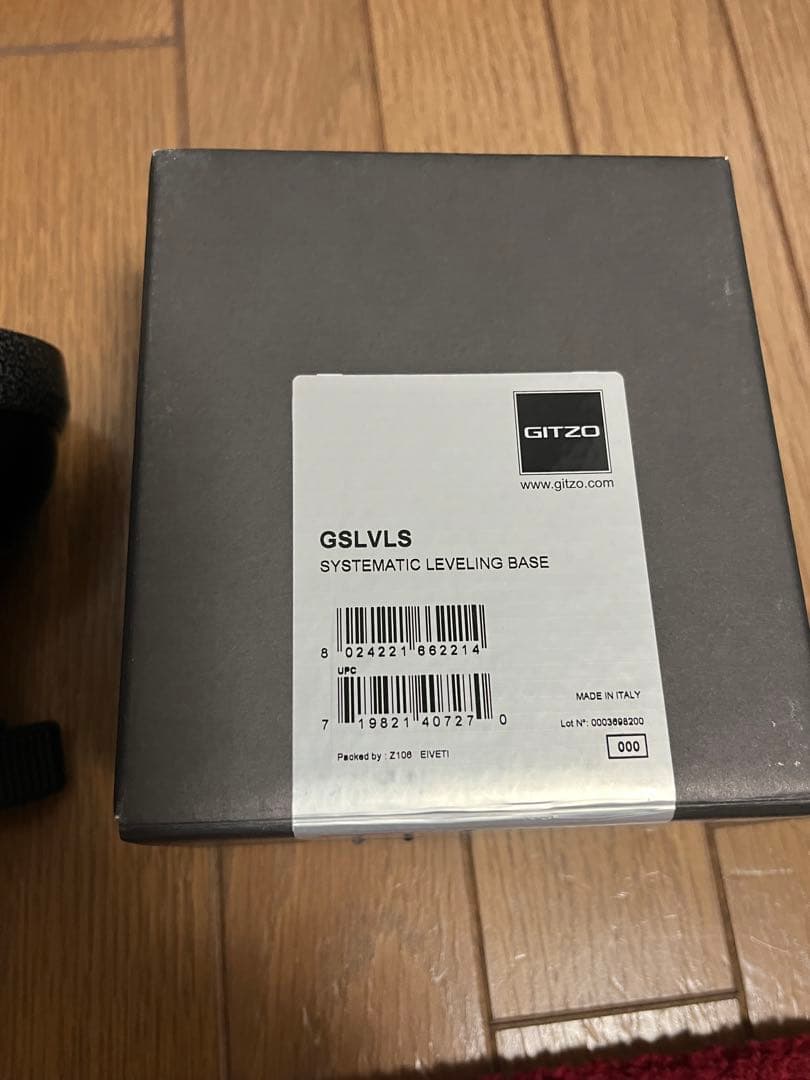 GITZO
www.gitzo.com
GSLVLS
SYSTEMATIC LEVELING BASE
8 024221 662214
UPC
7 19821 40727 0
MADE IN ITALY
Lot N°: 0003698200
000
Packed by : Z106 EIVETI